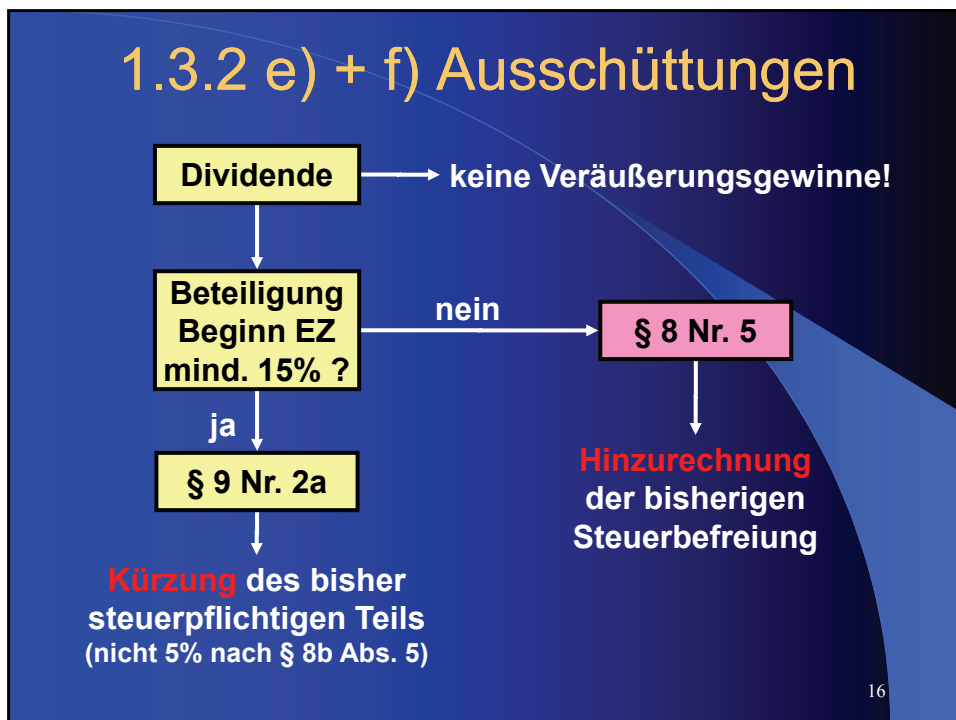 1.3.2 e) + f) Ausschüttungen
Dividende
keine Veräußerungsgewinne!
Beteiligung
Beginn EZ
mind. 15% ?
nein
§ 8 Nr. 5
ja
§ 9 Nr. 2a
Hinzurechnung
der bisherigen
Steuerbefreiung
Kürzung des bisher
steuerpflichtigen Teils
(nicht 5% nach § 8b Abs. 5)
16